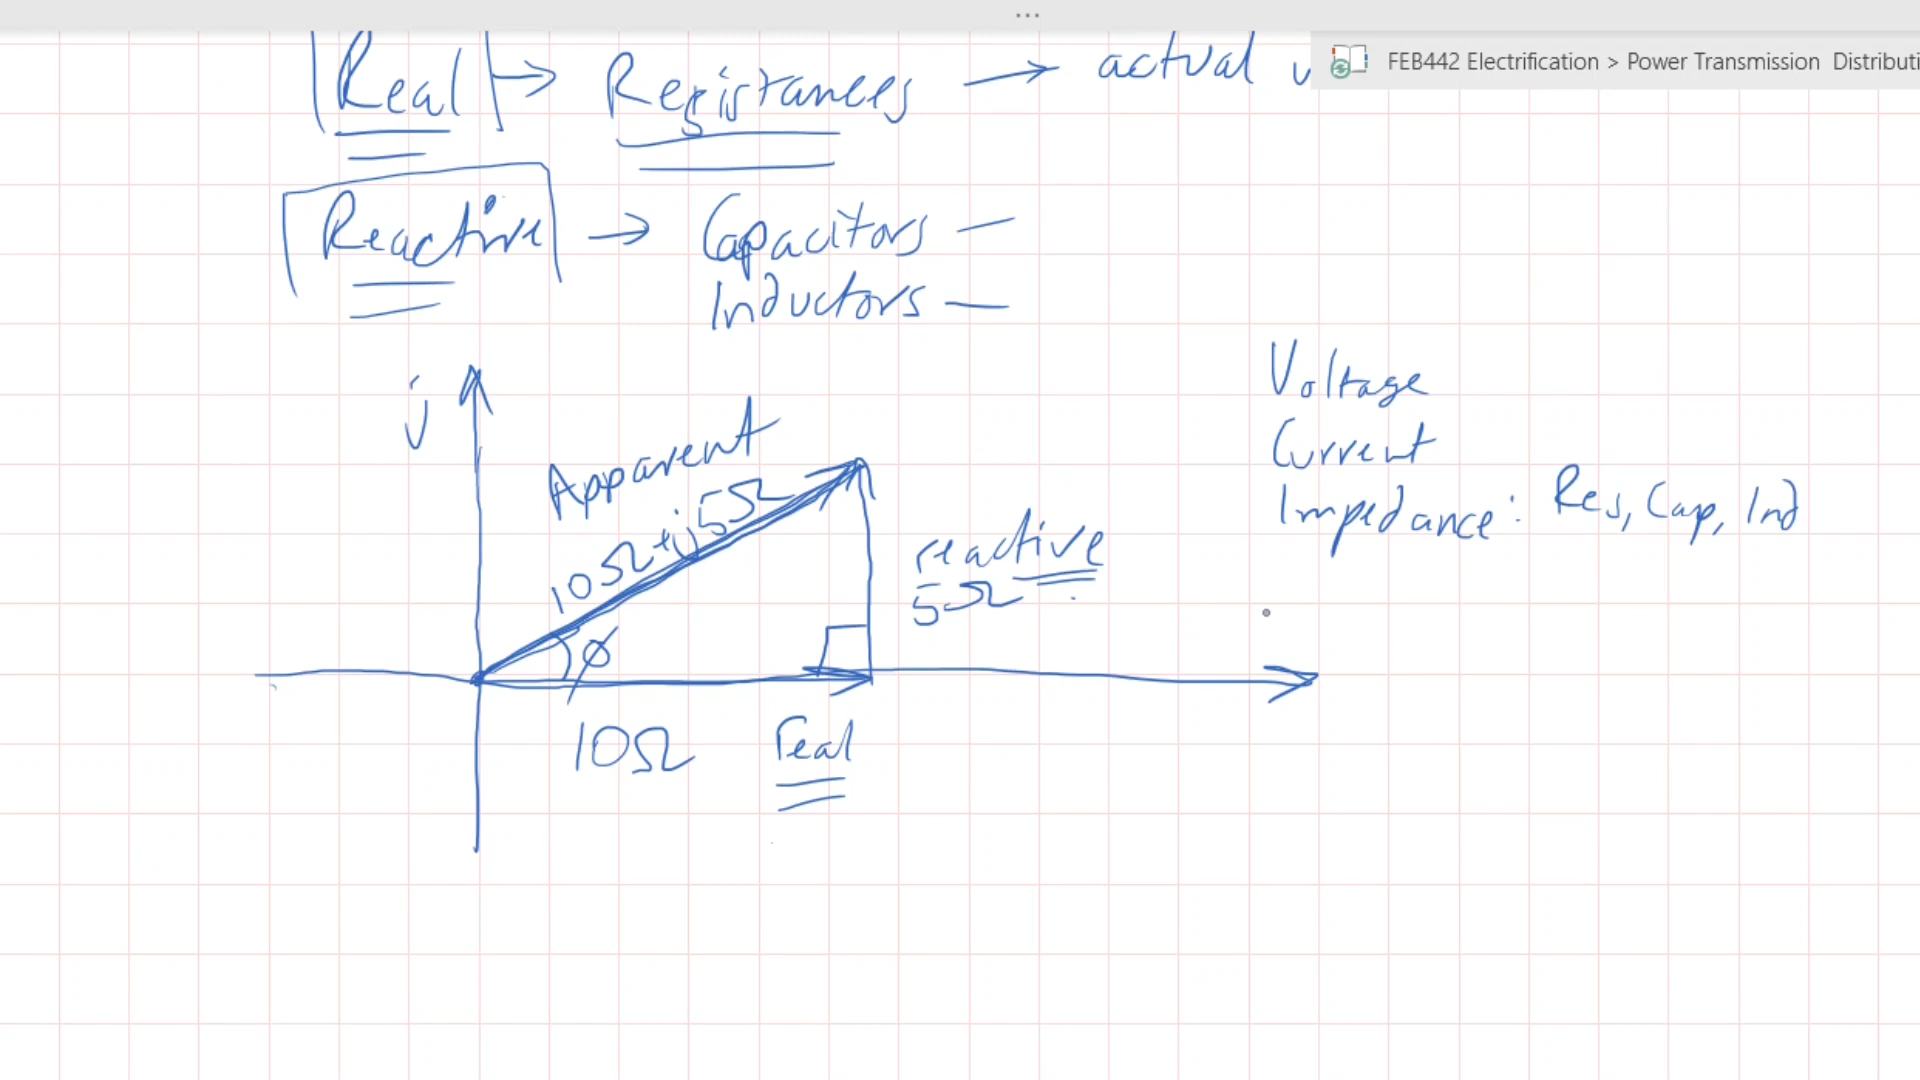 ...
FEB442 Electrification > Power Transmission Distributi
Real → Resistances → actual
Reactive → Capacitors —
Inductors —
Voltage
Current
Impedance : Res, Cap, Ind
j
Apparent
10Ω+j5Ω
reactive
5Ω
ϕ
10Ω real